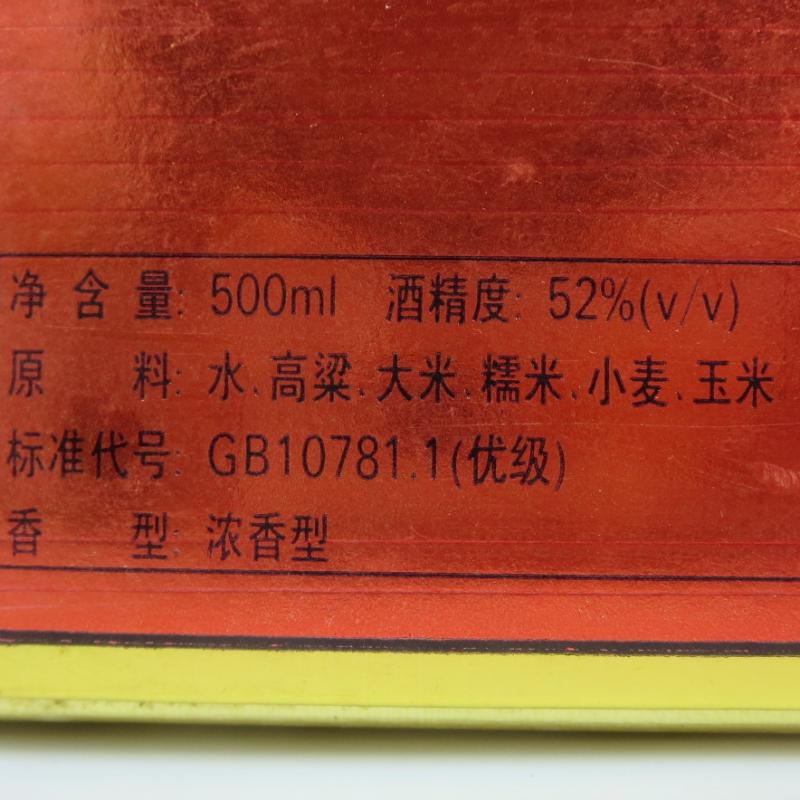 净含量: 500ml 酒精度: 52%(v/v)
原料: 水、高粱、大米、糯米、小麦、玉米
标准代号: GB10781.1(优级)
香型: 浓香型